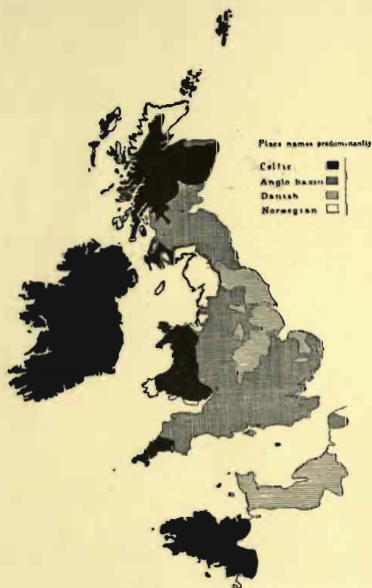 Place names predominantly
Celtic
Anglo Saxon
Danish
Norwegian